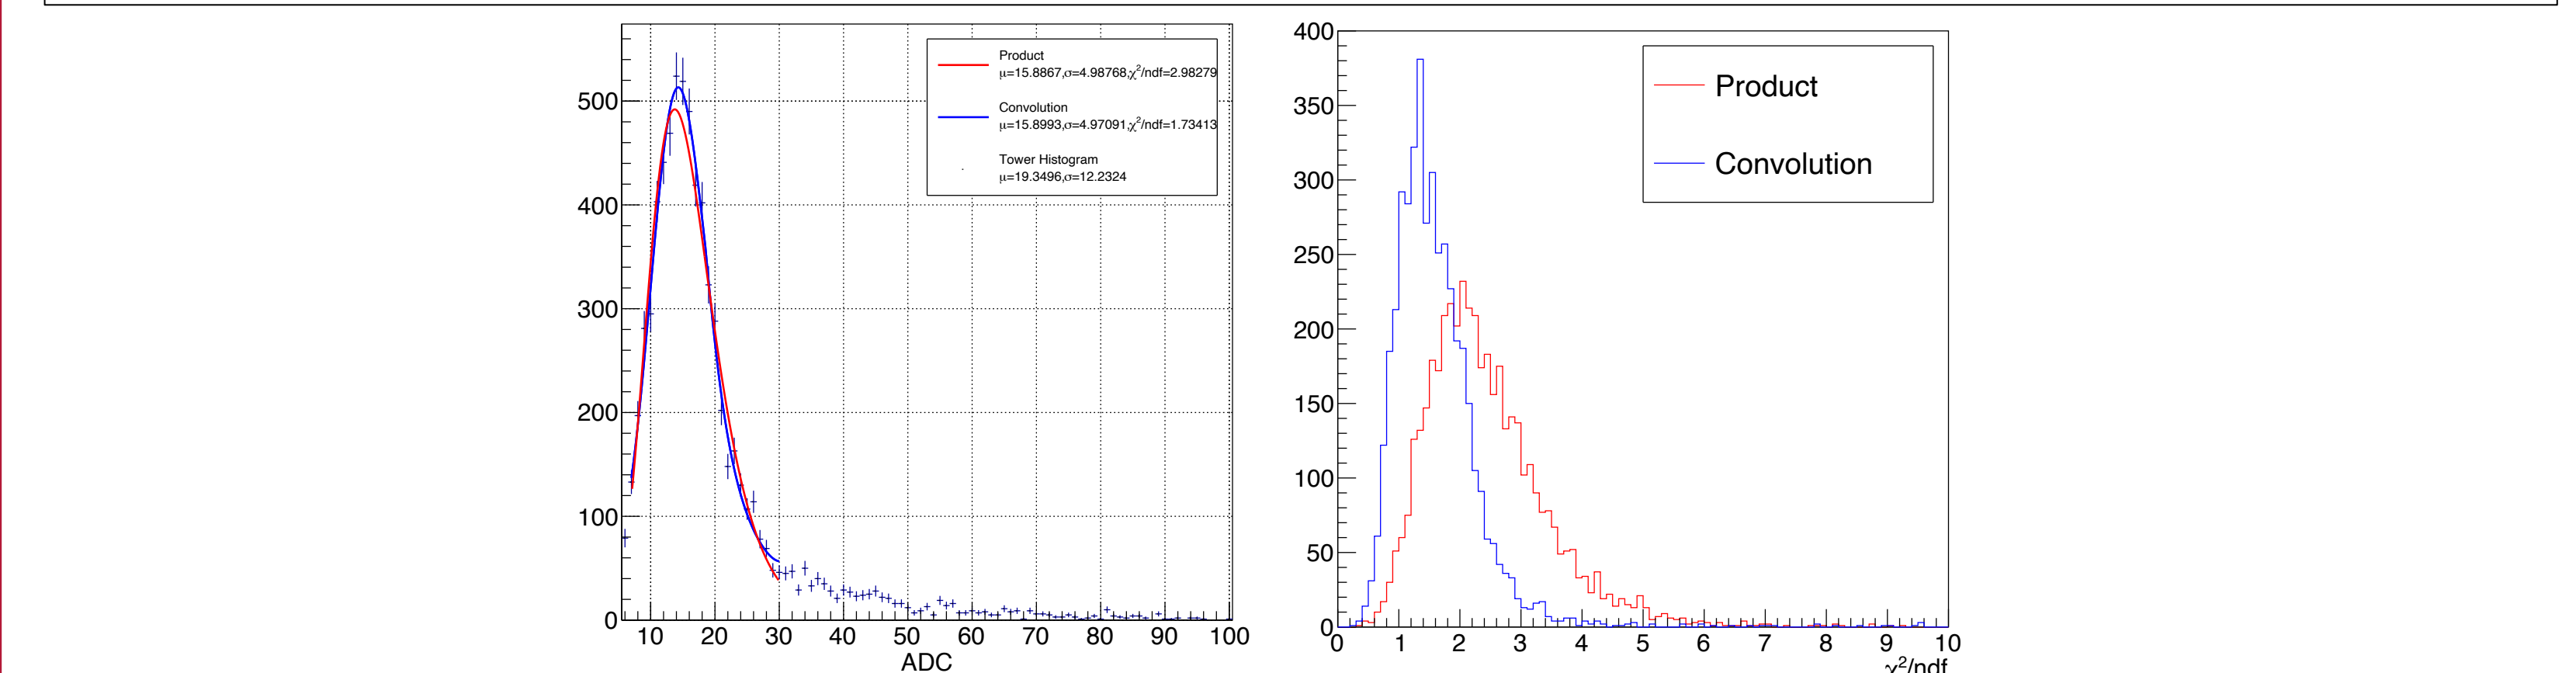 500
400
300
200
100
0
10 20 30 40 50 60 70 80 90 100
ADC
Product
μ=15.8867,σ=4.98768,χ²/ndf=2.98279
Convolution
μ=15.8993,σ=4.97091,χ²/ndf=1.73413
Tower Histogram
μ=19.3496,σ=12.2324
400
350
300
250
200
150
100
50
0
0 1 2 3 4 5 6 7 8 9 10
χ²/ndf
Product
Convolution